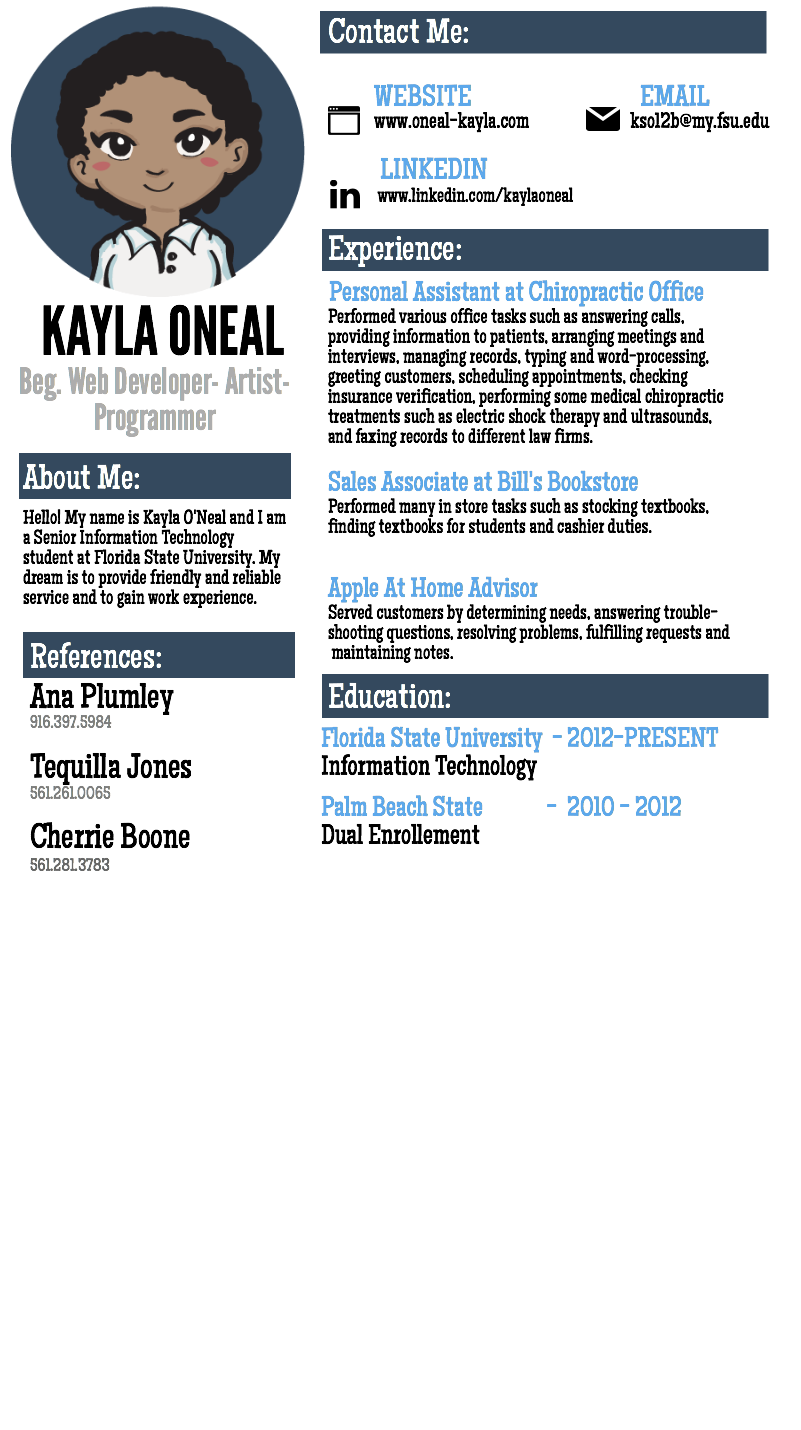 KAYLA ONEAL
Beg. Web Developer- Artist-
Programmer
About Me:
Hello! My name is Kayla O'Neal and I am
a Senior Information Technology
student at Florida State University. My
dream is to provide friendly and reliable
service and to gain work experience.
References:
Ana Plumley
916.397.5984
Tequilla Jones
561.261.0065
Cherrie Boone
561.281.3783
Contact Me:
WEBSITE
www.oneal-kayla.com
EMAIL
kso12b@my.fsu.edu
LINKEDIN
in
www.linkedin.com/kaylaoneal
Experience:
Personal Assistant at Chiropractic Office
Performed various office tasks such as answering calls,
providing information to patients, arranging meetings and
interviews, managing records, typing and word-processing,
greeting customers, scheduling appointments, checking
insurance verification, performing some medical chiropractic
treatments such as electric shock therapy and ultrasounds,
and faxing records to different law firms.
Sales Associate at Bill's Bookstore
Performed many in store tasks such as stocking textbooks,
finding textbooks for students and cashier duties.
Apple At Home Advisor
Served customers by determining needs, answering trouble-
shooting questions, resolving problems, fulfilling requests and
maintaining notes.
Education:
Florida State University - 2012-PRESENT
Information Technology
Palm Beach State - 2010 - 2012
Dual Enrollement